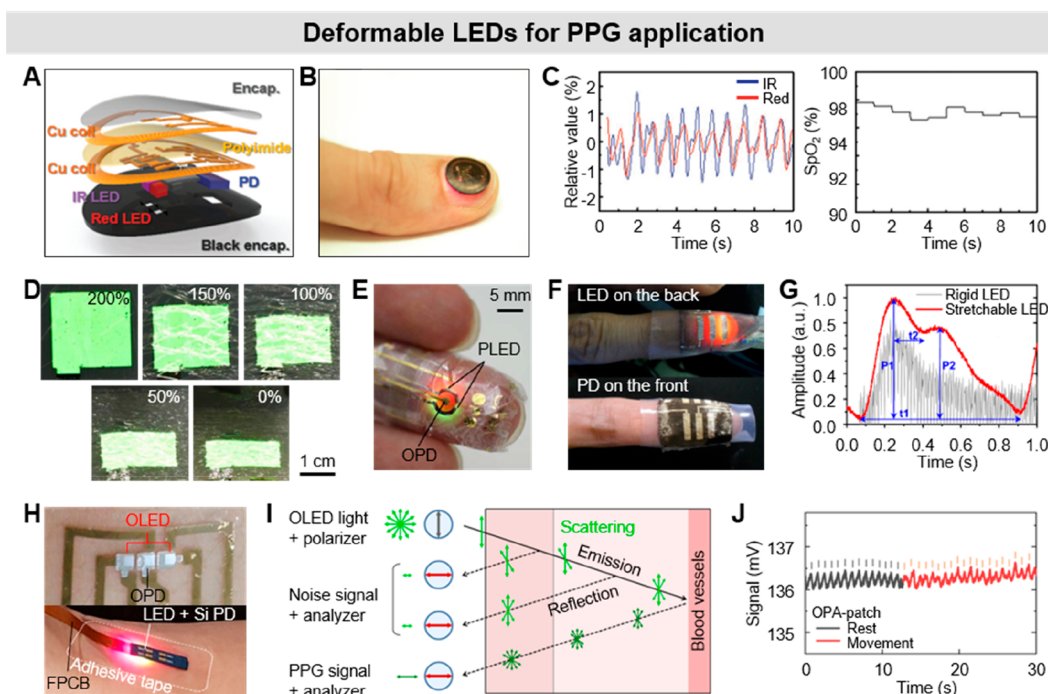 Deformable LEDs for PPG application
A
Encap.
Cu coil
Polyimide
Cu coil
IR LED
PD
Red LED
Black encap.
B
C
Relative value (%)
2
1
0
-1
-2
IR
Red
0 2 4 6 8 10
Time (s)
SpO₂ (%)
100
98
96
94
92
90
0 2 4 6 8 10
Time (s)
D
200%
150%
100%
50%
0%
1 cm
E
5 mm
PLED
OPD
F
LED on the back
PD on the front
G
Amplitude (a.u.)
1.0
0.5
0.2
1.0
0.8
0.6
0.4
0.2
0.0
Rigid LED
Stretchable LED
t2
P1
P2
t1
0.0 0.2 0.4 0.6 0.8 1.0
Time (s)
H
OLED
OPD
LED + Si PD
FPCB
Adhesive tape
I
OLED light
+ polarizer
Noise signal
+ analyzer
PPG signal
+ analyzer
Scattering
Emission
Reflection
Blood vessels
J
Signal (mV)
137
136
135
OPA-patch
Rest
Movement
0 10 20 30
Time (s)